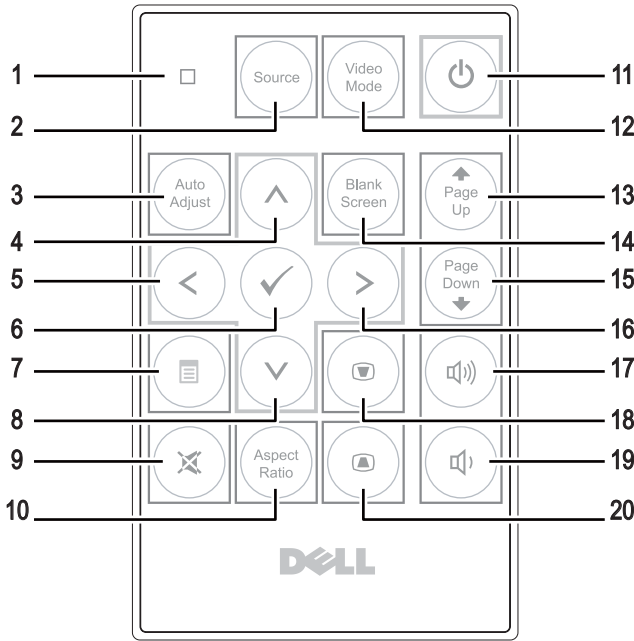 1
Source
Video
Mode
11
2
12
3
Auto
Adjust
Blank
Screen
Page
Up
13
4
14
5
Page
Down
15
6
16
7
17
8
18
9
Aspect
Ratio
19
10
20
DELL